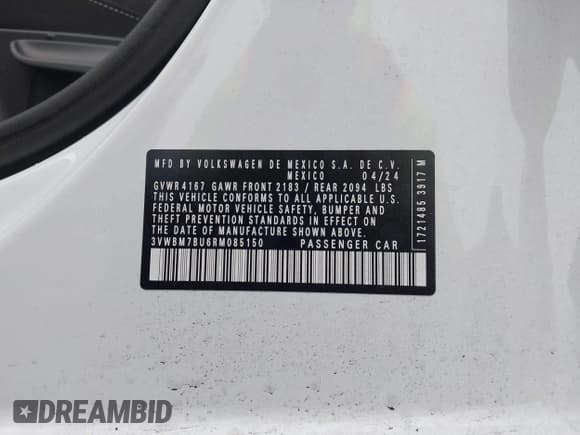 MFD BY VOLKSWAGEN DE MEXICO S.A. DE C.V.
MEXICO 04/24
GVWR 4167 GAWR FRONT 2183 / REAR 2094 LBS
THIS VEHICLE CONFORMS TO ALL APPLICABLE U.S.
FEDERAL MOTOR VEHICLE SAFETY, BUMPER AND
THEFT PREVENTION STANDARDS IN EFFECT ON THE
DATE OF MANUFACTURE SHOWN ABOVE.
3VWBM7BU6RM085150 PASSENGER CAR
1721485 3917 M
DREAMBID